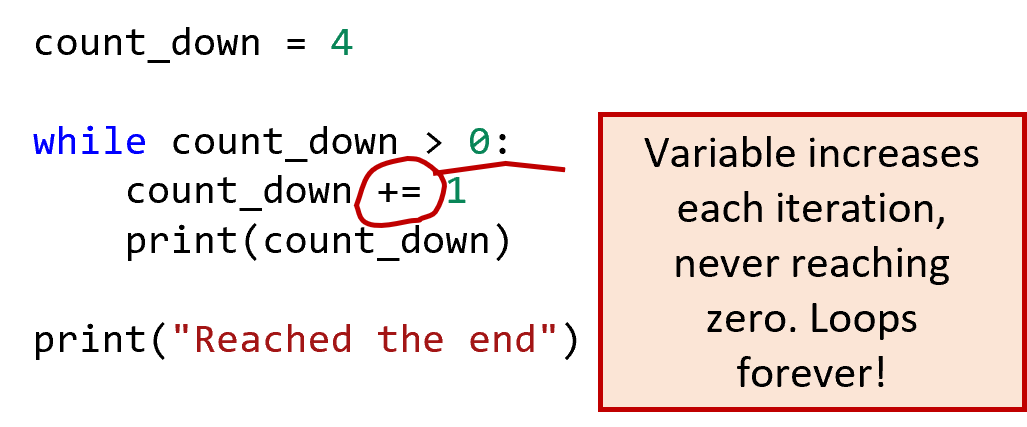 count_down = 4
while count_down > 0:
    count_down += 1
    print(count_down)
print("Reached the end")
Variable increases
each iteration,
never reaching
zero. Loops
forever!